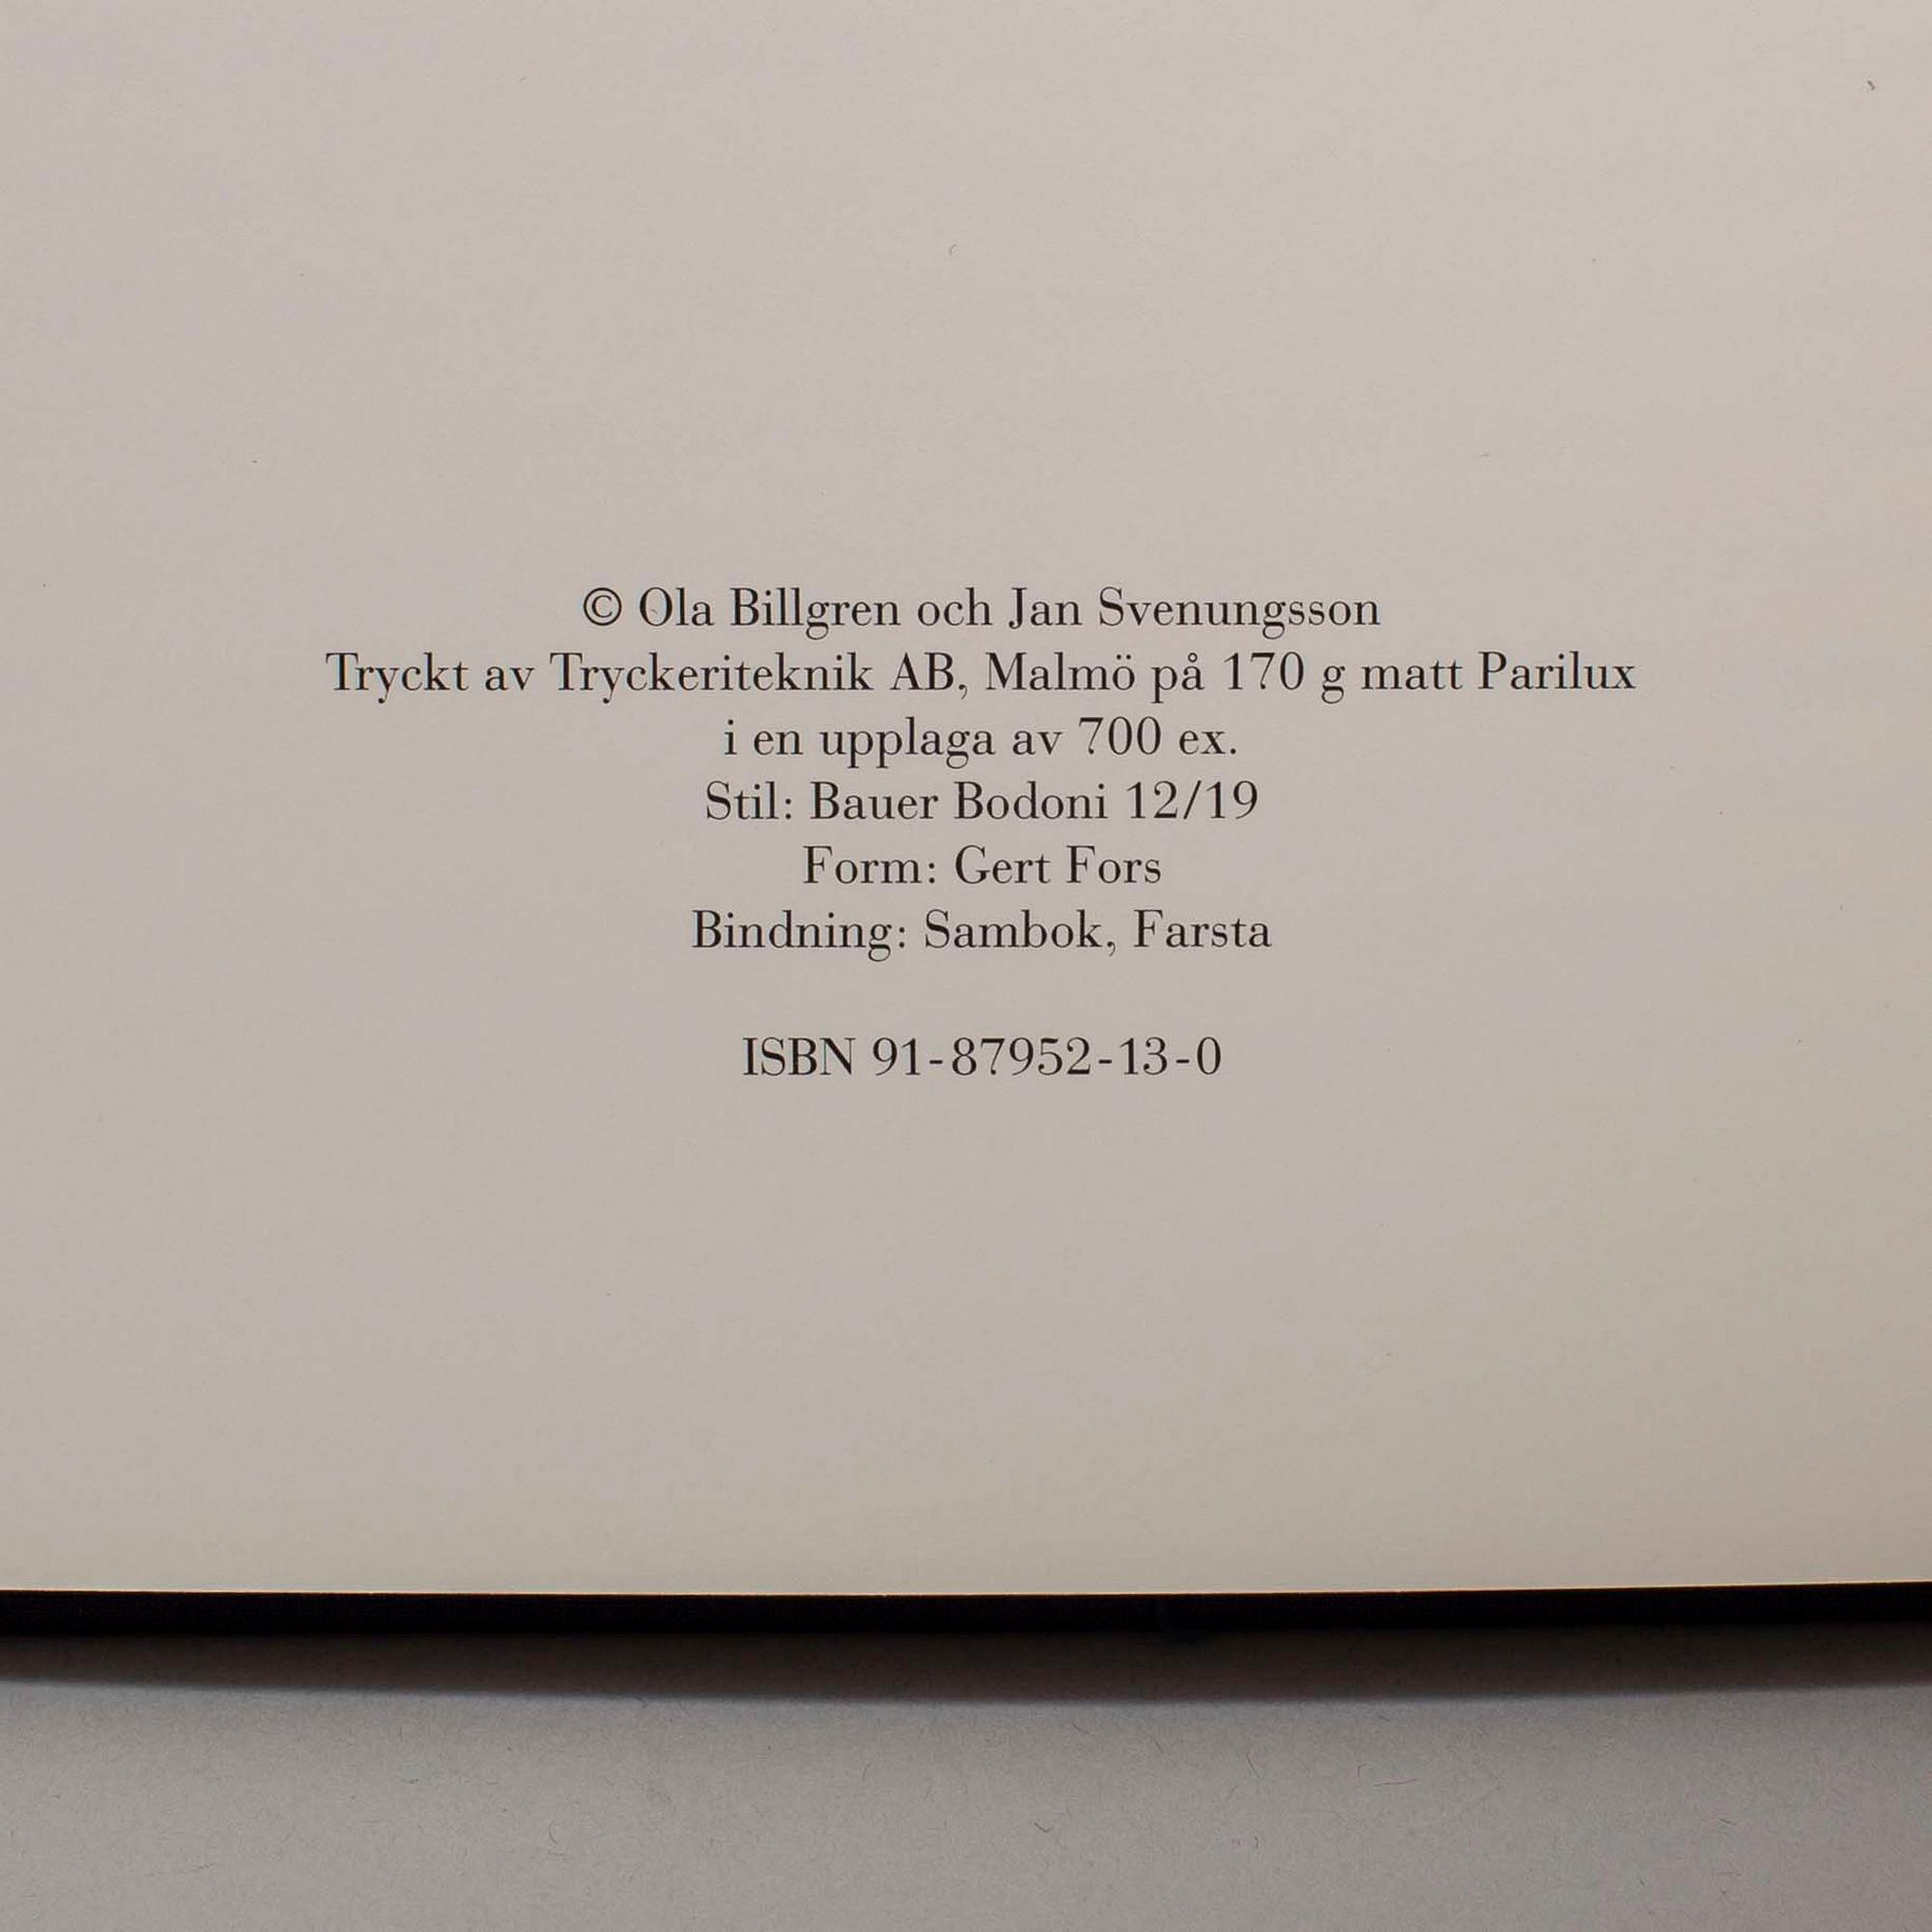 © Ola Billgren och Jan Svenungsson
Tryckt av Tryckeriteknik AB, Malmö på 170 g matt Parilux
i en upplaga av 700 ex.
Stil: Bauer Bodoni 12/19
Form: Gert Fors
Bindning: Sambok, Farsta
ISBN 91-87952-13-0